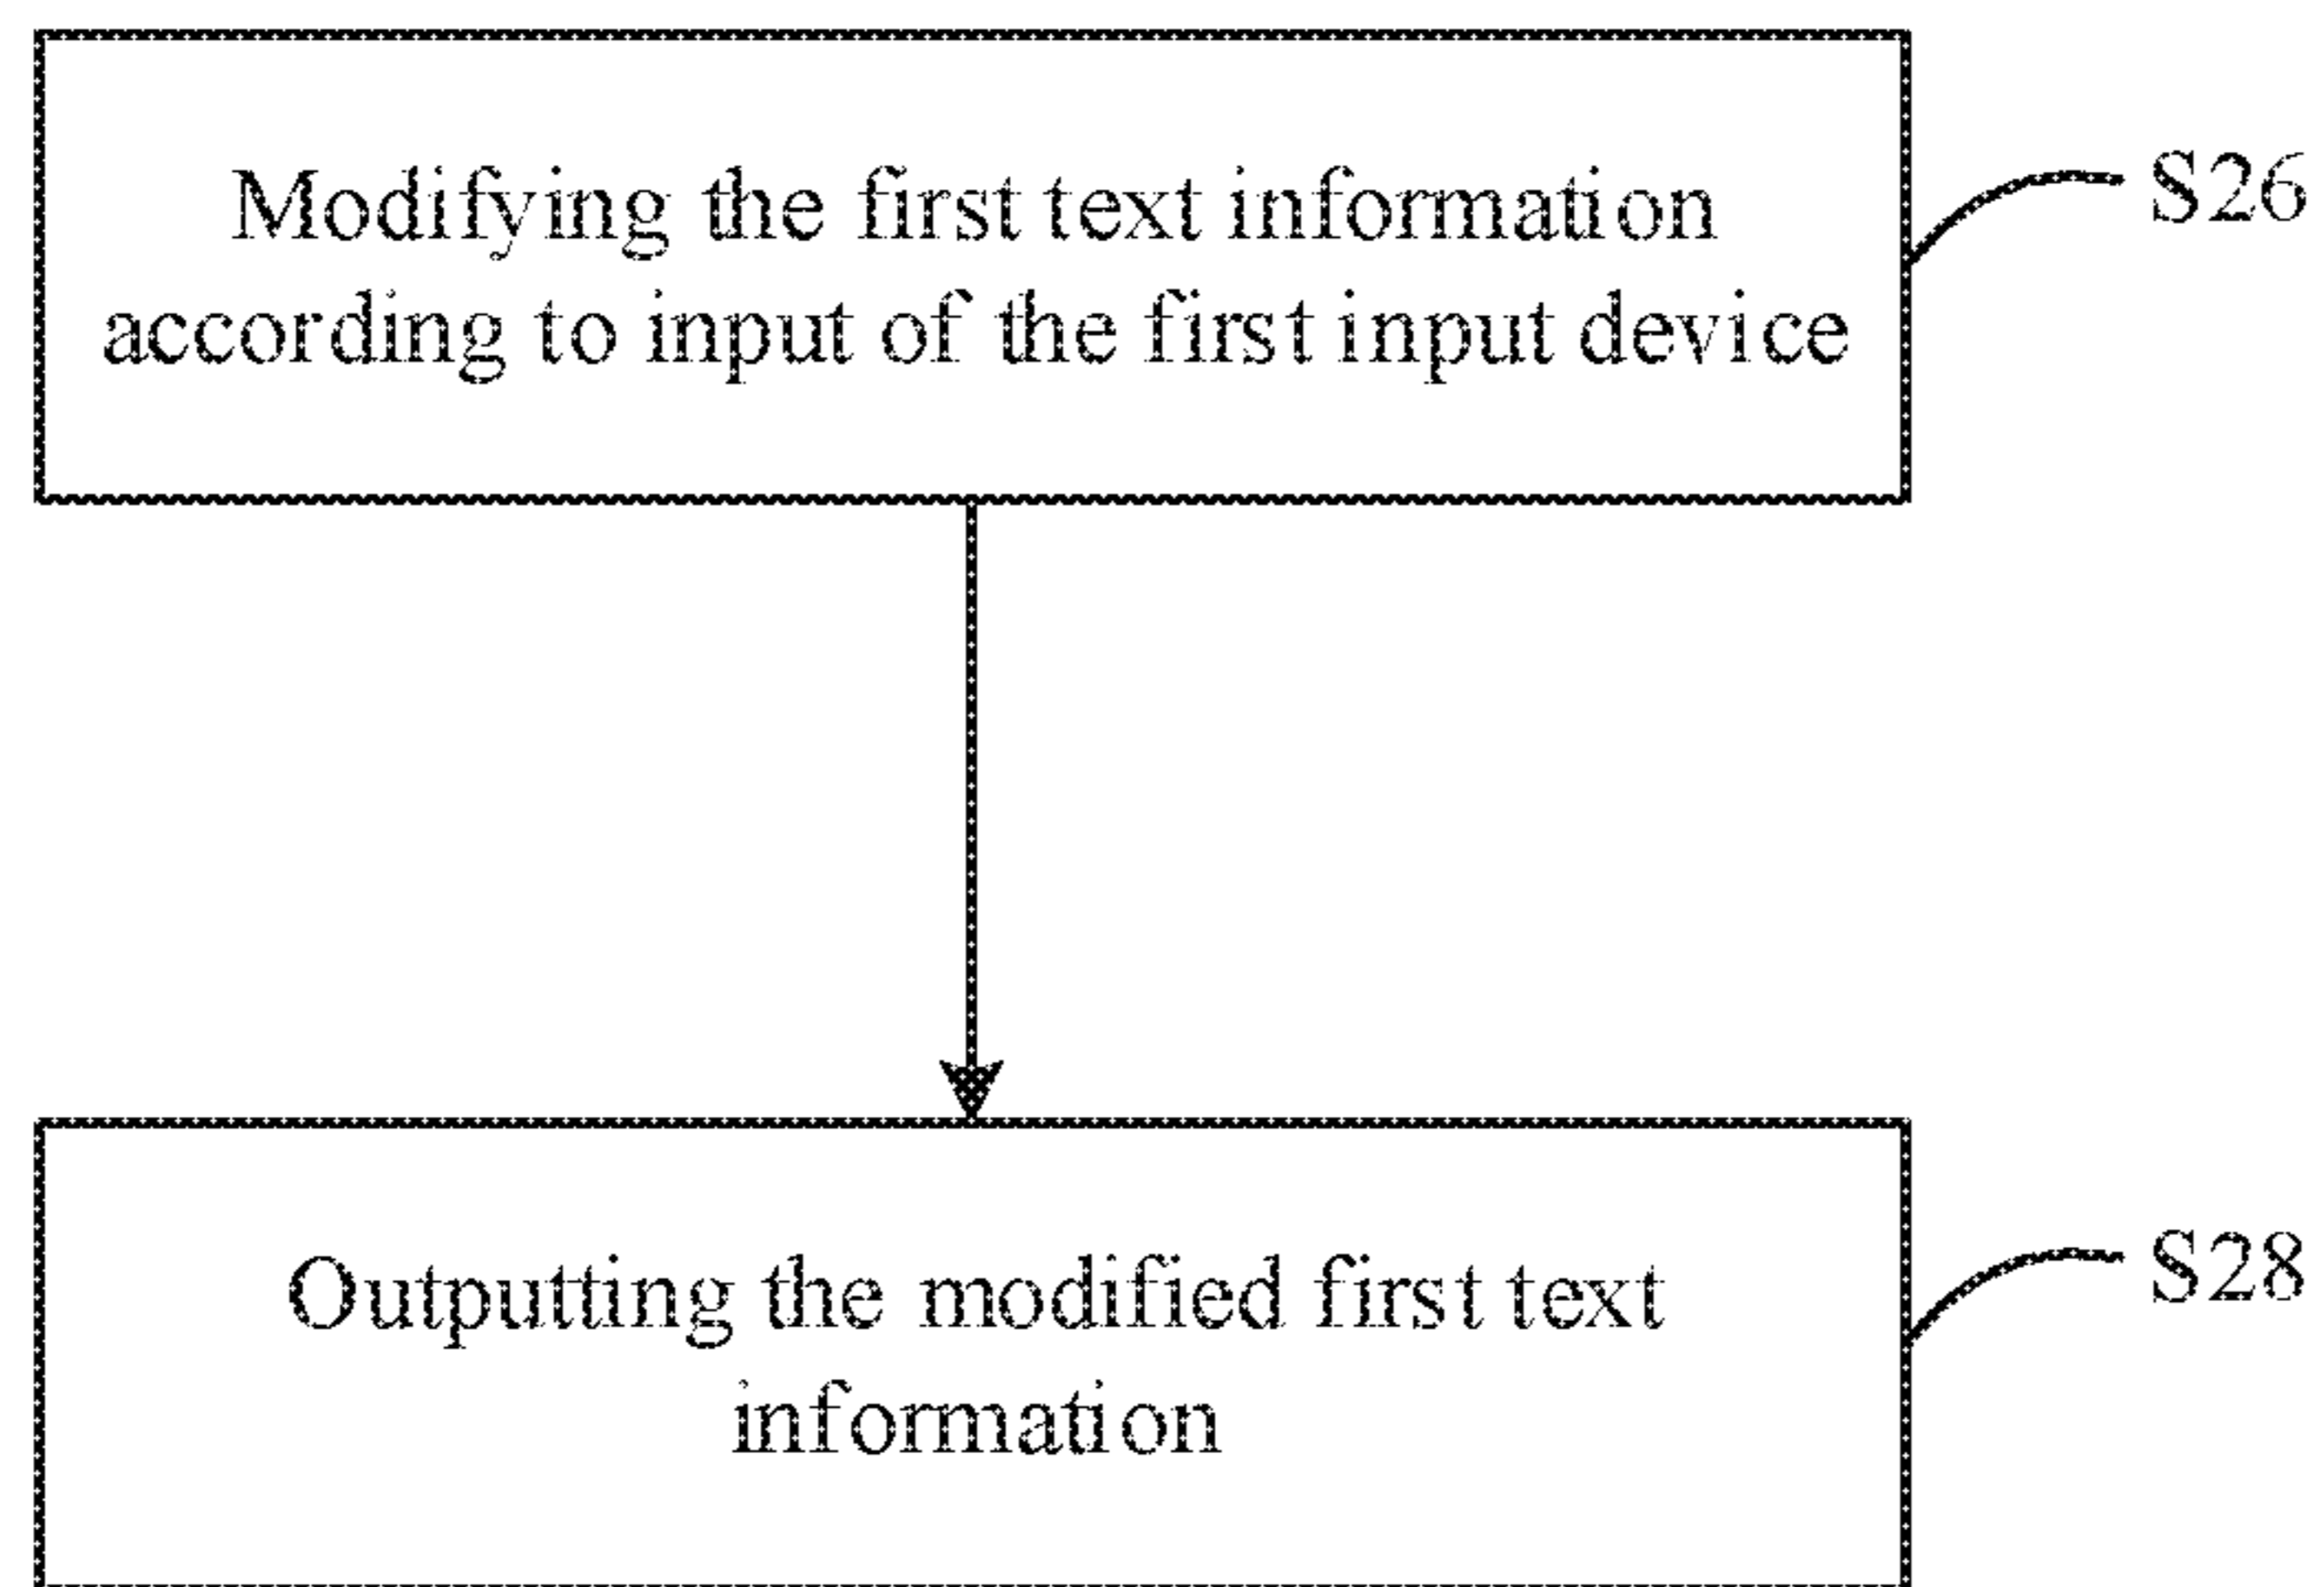 Modifying the first text information
according to input of the first input device
S26
Outputting the modified first text
information
S28